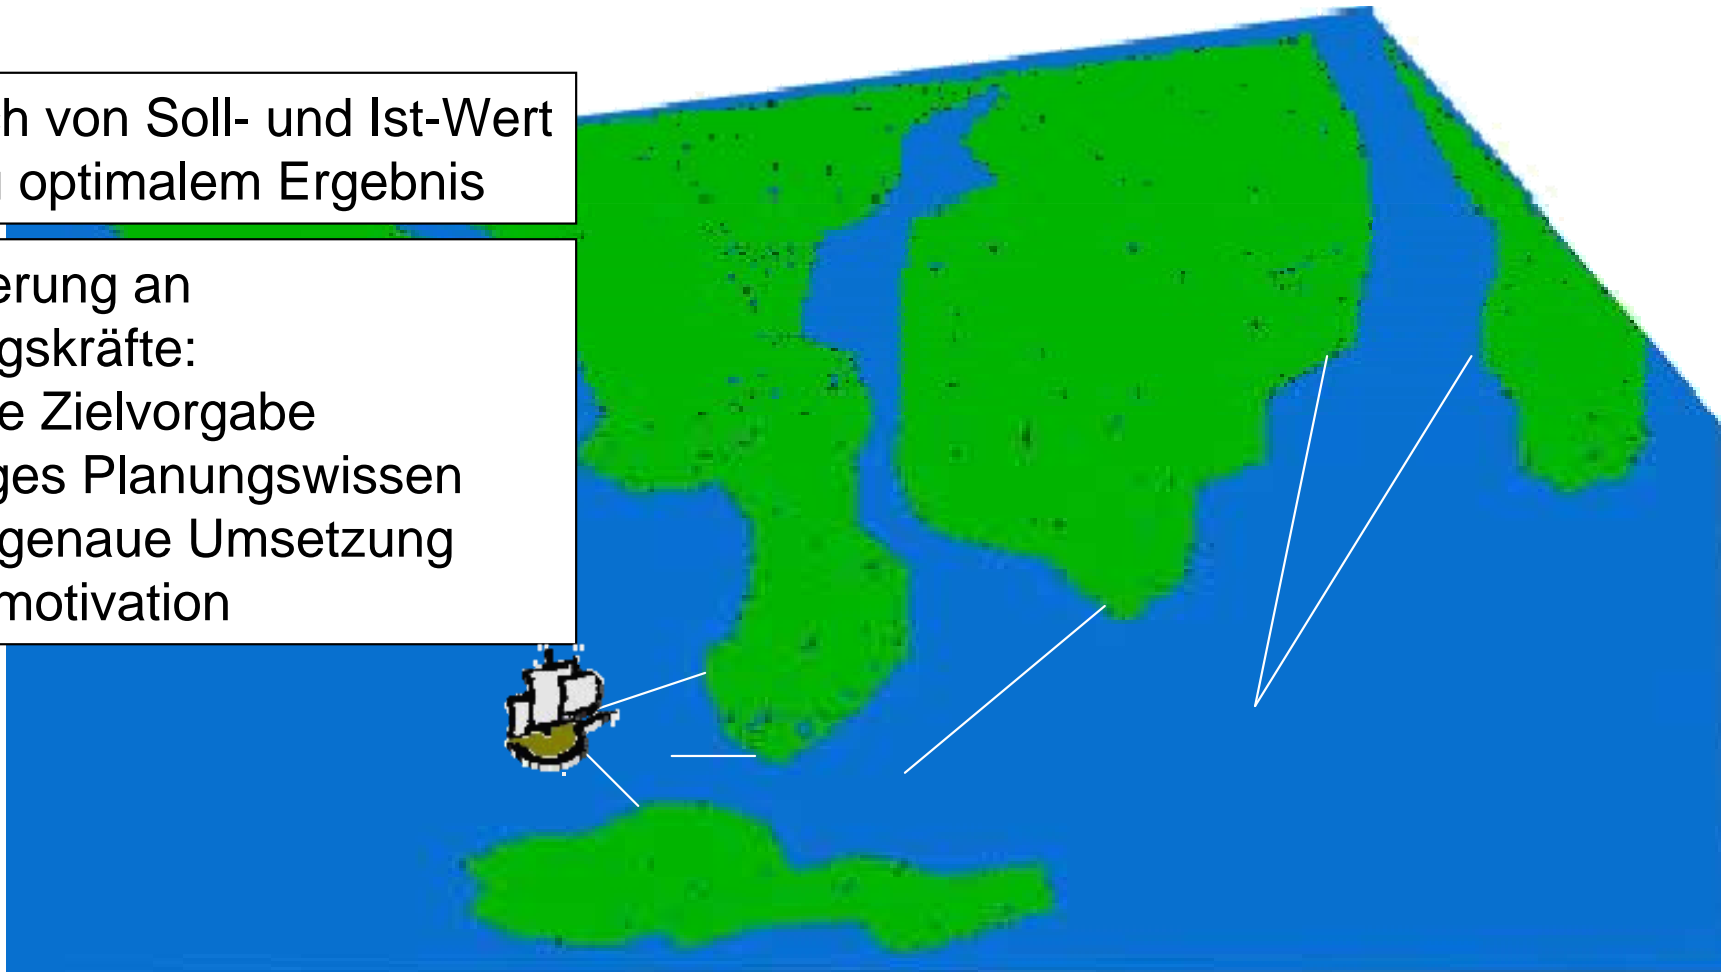 h von Soll- und Ist-Wert
optimalem Ergebnis
erung an
gskräfte:
e Zielvorgabe
ges Planungswissen
genaue Umsetzung
motivation